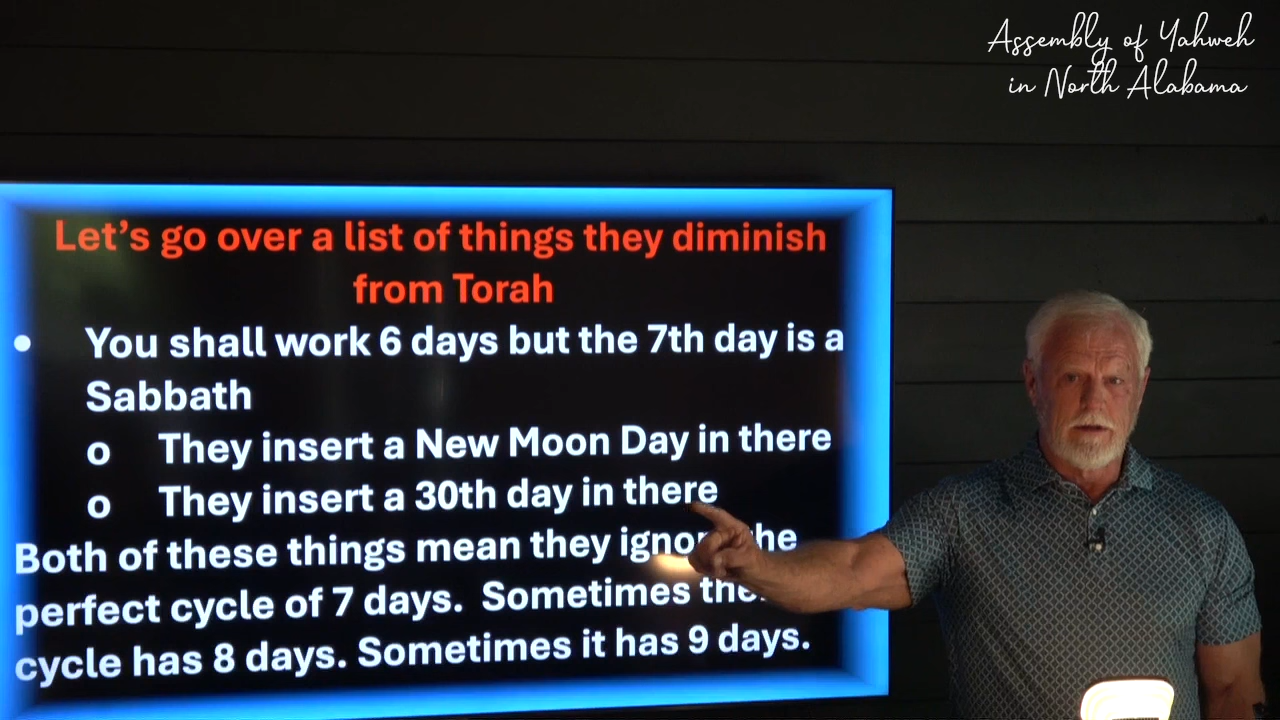 Assembly of Yahweh
in North Alabama
Let's go over a list of things they diminish
from Torah
• You shall work 6 days but the 7th day is a
Sabbath
o They insert a New Moon Day in there
o They insert a 30th day in there
Both of these things mean they the
perfect cycle of 7 days. Sometimes
cycle has 8 days. Sometimes it has 9 days.